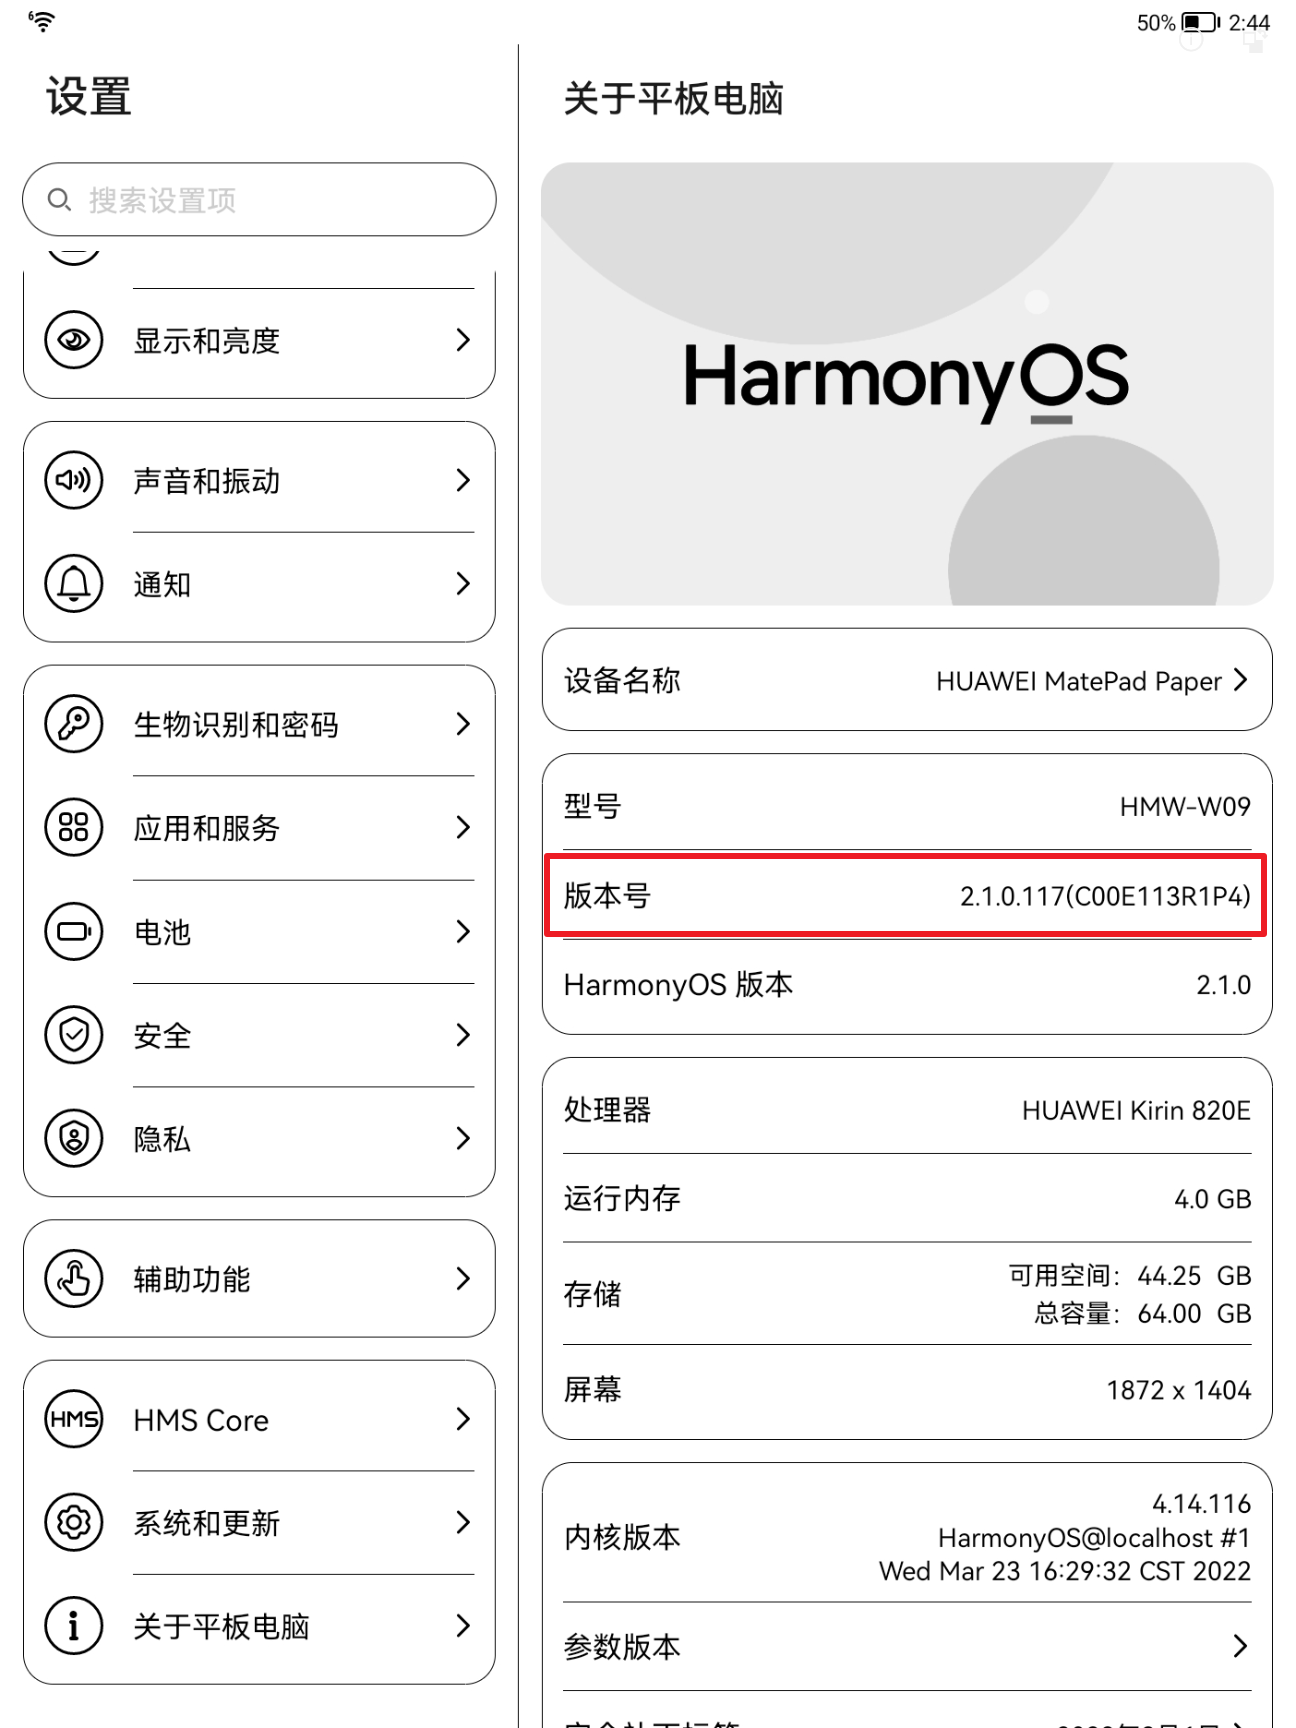 6
50%
2:44
设置
搜索设置项
显示和亮度
声音和振动
通知
生物识别和密码
应用和服务
电池
安全
隐私
辅助功能
HMS
HMS Core
系统和更新
关于平板电脑
关于平板电脑
HarmonyOS
设备名称 HUAWEI MatePad Paper
型号 HMW-W09
版本号 2.1.0.117(C00E113R1P4)
HarmonyOS 版本 2.1.0
处理器 HUAWEI Kirin 820E
运行内存 4.0 GB
存储 可用空间： 44.25 GB
总容量： 64.00 GB
屏幕 1872 x 1404
内核版本 4.14.116
HarmonyOS@localhost #1
Wed Mar 23 16:29:32 CST 2022
参数版本